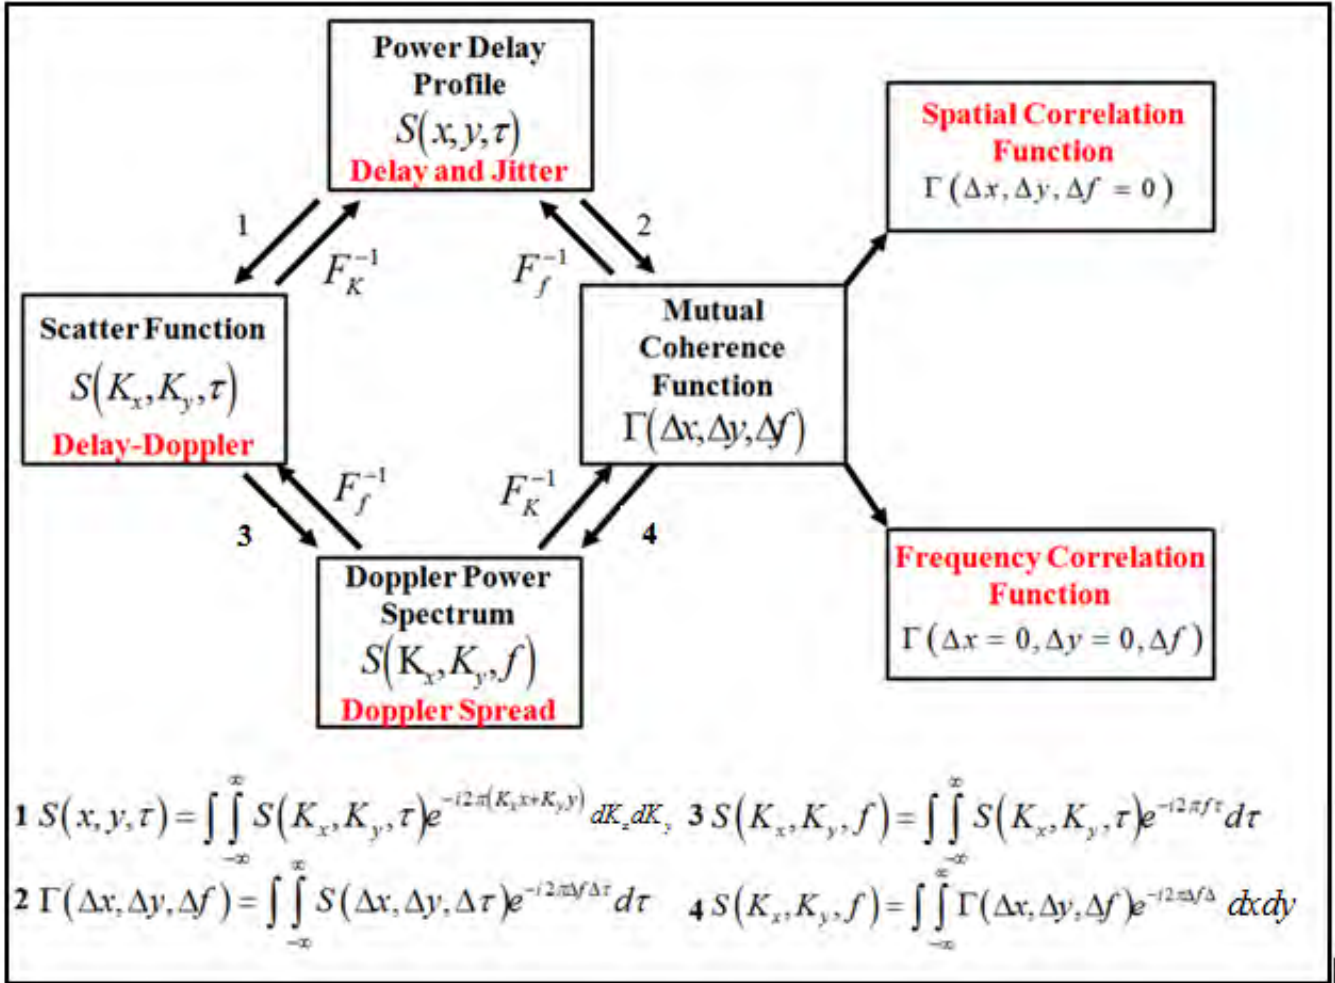 Power Delay
Profile
S(x, y, τ)
Delay and Jitter
Spatial Correlation
Function
Γ(Δx, Δy, Δf = 0)
1
F_K^{-1}
F_f^{-1}
2
Scatter Function
S(K_x, K_y, τ)
Delay-Doppler
Mutual
Coherence
Function
Γ(Δx, Δy, Δf)
3
F_f^{-1}
F_K^{-1}
4
Doppler Power
Spectrum
S(K_x, K_y, f)
Doppler Spread
Frequency Correlation
Function
Γ(Δx = 0, Δy = 0, Δf)
1 S(x, y, τ) = ∫∫_{-∞}^{∞} S(K_x, K_y, τ)e^{-i2π(K_x x+K_y y)} dK_x dK_y
3 S(K_x, K_y, f) = ∫∫_{-∞}^{∞} S(K_x, K_y, τ)e^{-i2πfτ} dτ
2 Γ(Δx, Δy, Δf) = ∫∫_{-∞}^{∞} S(Δx, Δy, Δτ)e^{-i2πΔfΔτ} dτ
4 S(K_x, K_y, f) = ∫∫_{-∞}^{∞} Γ(Δx, Δy, Δf)e^{-i2πΔfΔ} dxdy